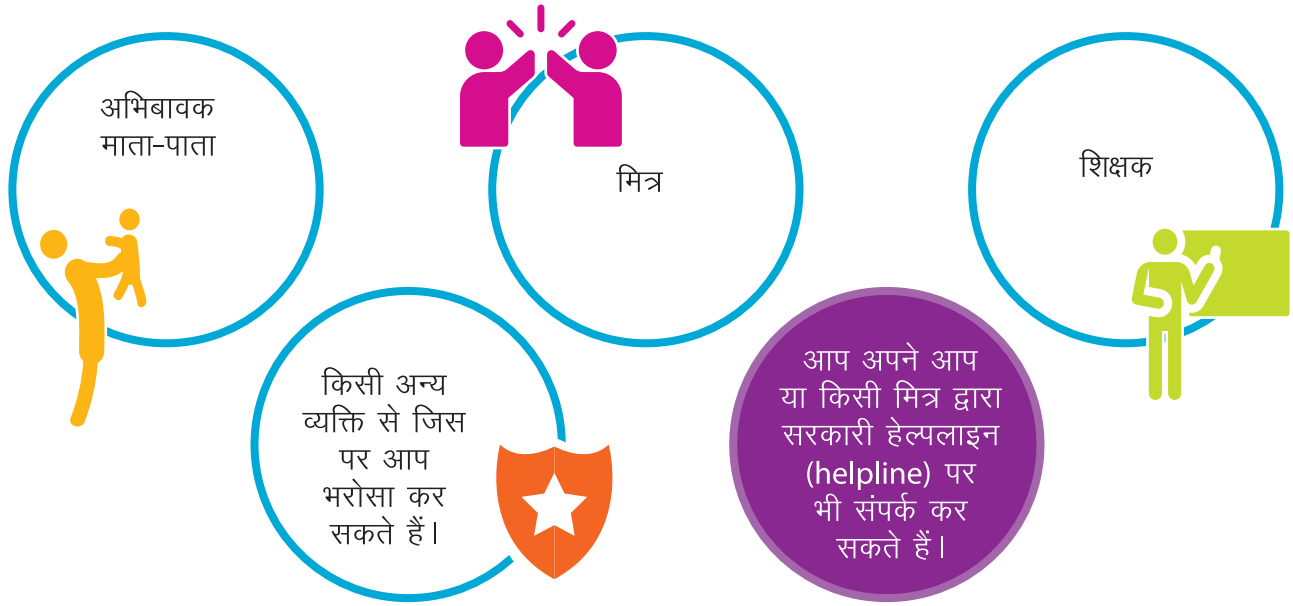 अभिबावक
माता-पाता
मित्र
शिक्षक
किसी अन्य
व्यक्ति से जिस
पर आप
भरोसा कर
सकते हैं।
आप अपने आप
या किसी मित्र द्वारा
सरकारी हेल्पलाइन
(helpline) पर
भी संपर्क कर
सकते हैं।